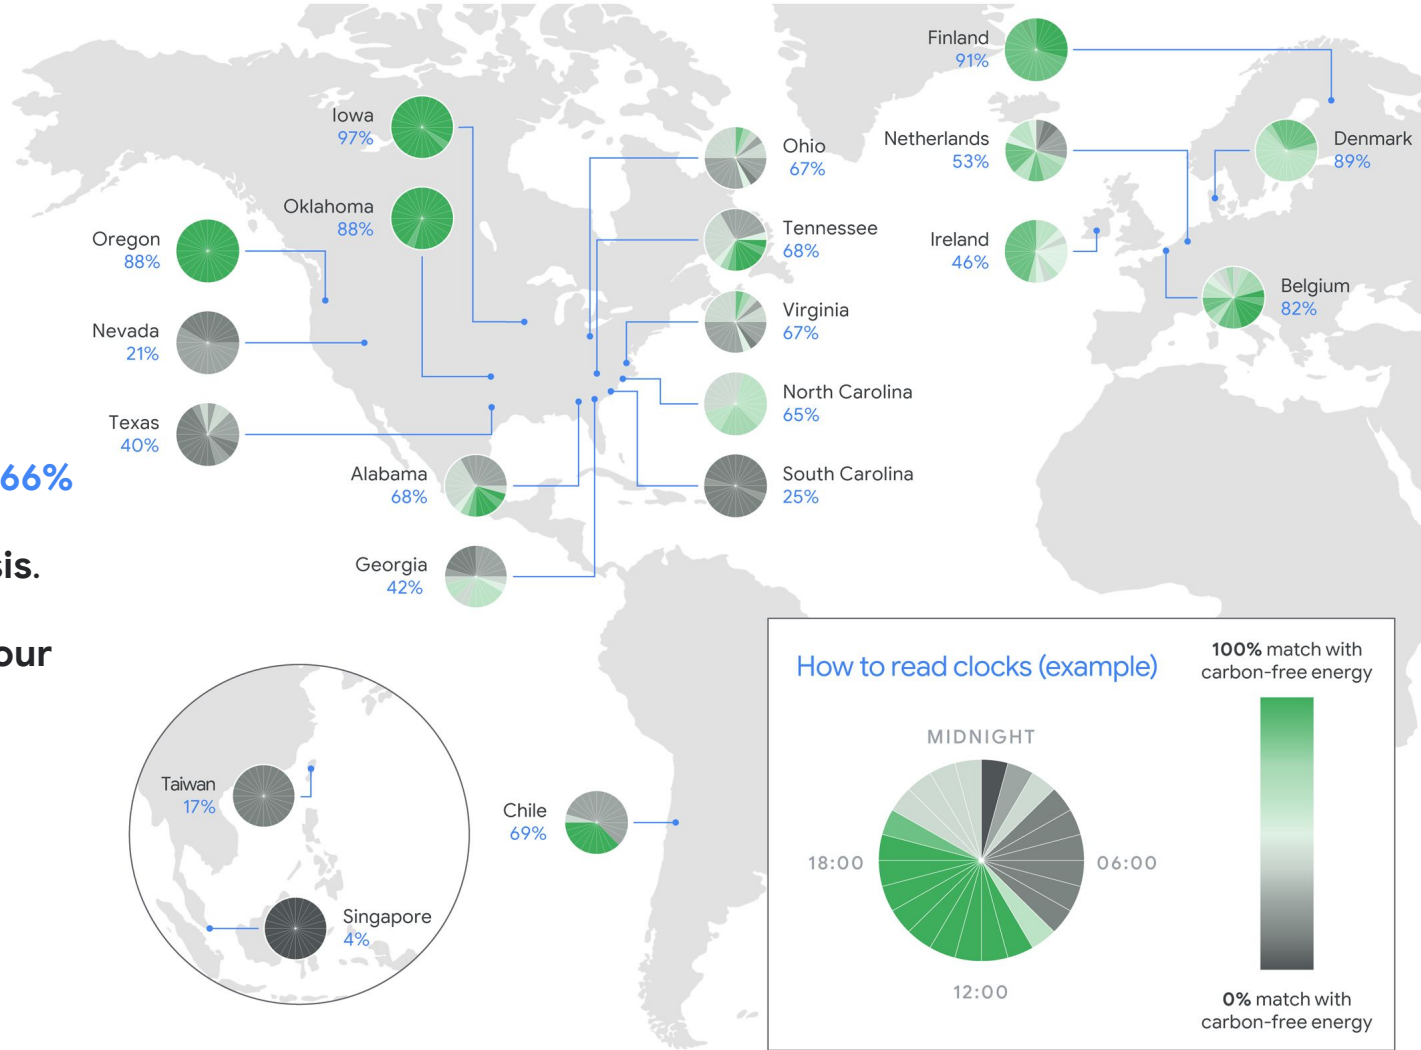 66%
sis.
our
Iowa
97%
Oklahoma
88%
Oregon
88%
Nevada
21%
Texas
40%
Alabama
68%
Georgia
42%
Ohio
67%
Tennessee
68%
Virginia
67%
North Carolina
65%
South Carolina
25%
Finland
91%
Netherlands
53%
Denmark
89%
Ireland
46%
Belgium
82%
Taiwan
17%
Singapore
4%
Chile
69%
How to read clocks (example)
MIDNIGHT
06:00
12:00
18:00
100% match with
carbon-free energy
0% match with
carbon-free energy